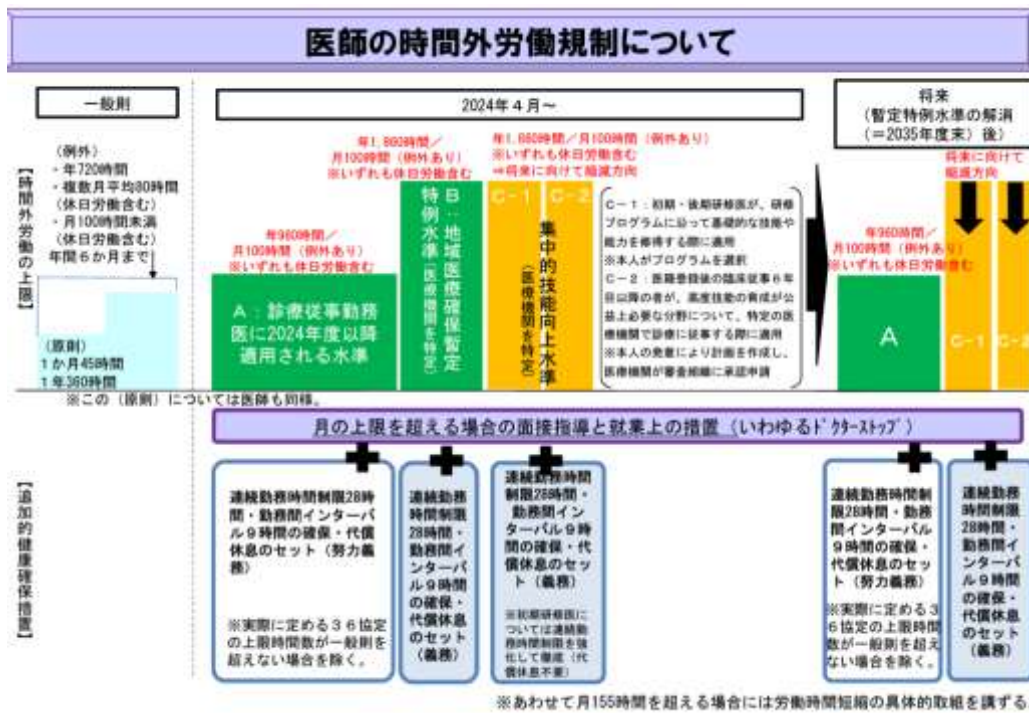 医師の時間外労働規制について
一般則
2024年４月～
将来
(暫定特例水準の解消
(＝2035年度末)後)
【時間外労働の上限】
(例外)
・年720時間
・複数月平均80時間
(休日労働含む)
・月100時間未満
(休日労働含む)
年間６か月まで
(原則)
１か月45時間
１年360時間
※この（原則）については医師も同様。
年960時間／
月100時間（例外あり）
※いずれも休日労働含む
Ａ：診療従事勤務
医に2024年度以降
適用される水準
年1,860時間／
月100時間（例外あり）
※いずれも休日労働含む
Ｂ：地域医療確保暫定
特例水準（医療機関を特定）
年1,860時間／月100時間（例外あり）
※いずれも休日労働含む
⇒将来に向けて縮減方向
Ｃ－１
Ｃ－２
集中的技能向上水準
（医療機関を特定）
Ｃ－１：初期・後期研修医が、研修
プログラムに沿って基礎的な技能や
能力を修得する際に適用
※本人がプログラムを選択
Ｃ－２：医籍登録後の臨床従事６年
目以降の者が、高度技能の育成が公
益上必要な分野について、特定の医
療機関で診療に従事する際に適用
※本人の発意により計画を作成し、
医療機関が審査組織に承認申請
将来に向けて
縮減方向
年960時間／
月100時間（例外あり）
※いずれも休日労働含む
Ａ
Ｃ－１
Ｃ－２
月の上限を超える場合の面接指導と就業上の措置（いわゆるﾄﾞｸﾀｰｽﾄｯﾌﾟ）
【追加的健康確保措置】
連続勤務時間制限28時
間・勤務間インターバ
ル９時間の確保・代償
休息のセット（努力義
務）
※実際に定める３６協定
の上限時間数が一般則を
超えない場合を除く。
連続勤務
時間制限
28時間・
勤務間イ
ンターバ
ル９時間
の確保・
代償休息
のセット
（義務）
連続勤務時間
制限28時間・
勤務間イン
ターバル９時
間の確保・代
償休息のセッ
ト（義務）
※初期研修医に
ついては連続勤
務時間制限を強
化して徹底（代
償休息不要）
連続勤務時間制
限28時間・勤務
間インターバル
９時間の確保・
代償休息のセッ
ト（努力義務）
※実際に定める３
６協定の上限時間
数が一般則を超え
ない場合を除く。
連続勤務
時間制限
28時間・
勤務間イ
ンターバ
ル９時間
の確保・
代償休息
のセット
（義務）
※あわせて月155時間を超える場合には労働時間短縮の具体的取組を講ずる